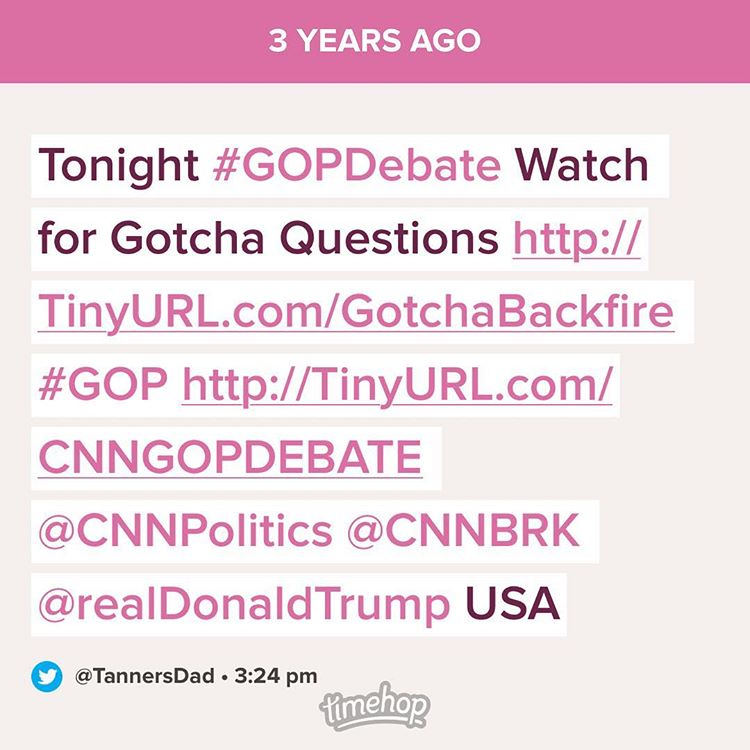 3 YEARS AGO
Tonight #GOPDebate Watch
for Gotcha Questions http://
TinyURL.com/GotchaBackfire
#GOP http://TinyURL.com/
CNNGOPDEBATE
@CNNPolitics @CNNBRK
@realDonaldTrump USA
@TannersDad • 3:24 pm
timehop